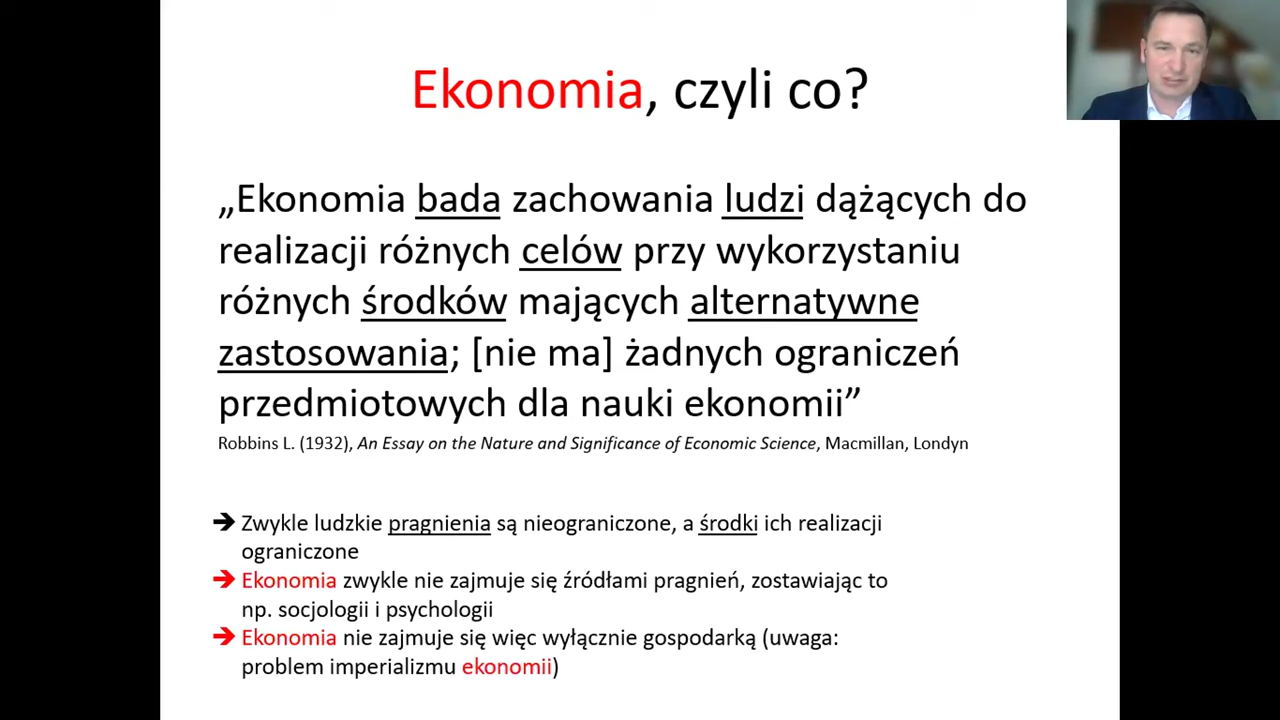 Ekonomia, czyli co?
„Ekonomia bada zachowania ludzi dążących do
realizacji różnych celów przy wykorzystaniu
różnych środków mających alternatywne
zastosowania; [nie ma] żadnych ograniczeń
przedmiotowych dla nauki ekonomii”
Robbins L. (1932), An Essay on the Nature and Significance of Economic Science, Macmillan, Londyn
➔ Zwykle ludzkie pragnienia są nieograniczone, a środki ich realizacji
ograniczone
➔ Ekonomia zwykle nie zajmuje się źródłami pragnień, zostawiając to
np. socjologii i psychologii
➔ Ekonomia nie zajmuje się więc wyłącznie gospodarką (uwaga:
problem imperializmu ekonomii)